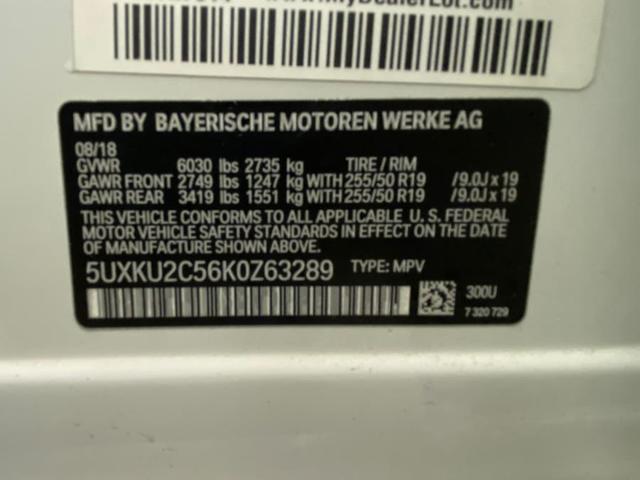 MyDealerLot.com
MFD BY BAYERISCHE MOTOREN WERKE AG
08/18
GVWR 6030 lbs 2735 kg TIRE / RIM
GAWR FRONT 2749 lbs 1247 kg WITH 255/50 R19 /9.0J x 19
GAWR REAR 3419 lbs 1551 kg WITH 255/50 R19 /9.0J x 19
THIS VEHICLE CONFORMS TO ALL APPLICABLE U. S. FEDERAL
MOTOR VEHICLE SAFETY STANDARDS IN EFFECT ON THE
DATE OF MANUFACTURE SHOWN ABOVE.
5UXKU2C56K0Z63289 TYPE: MPV
300U
7 320 729